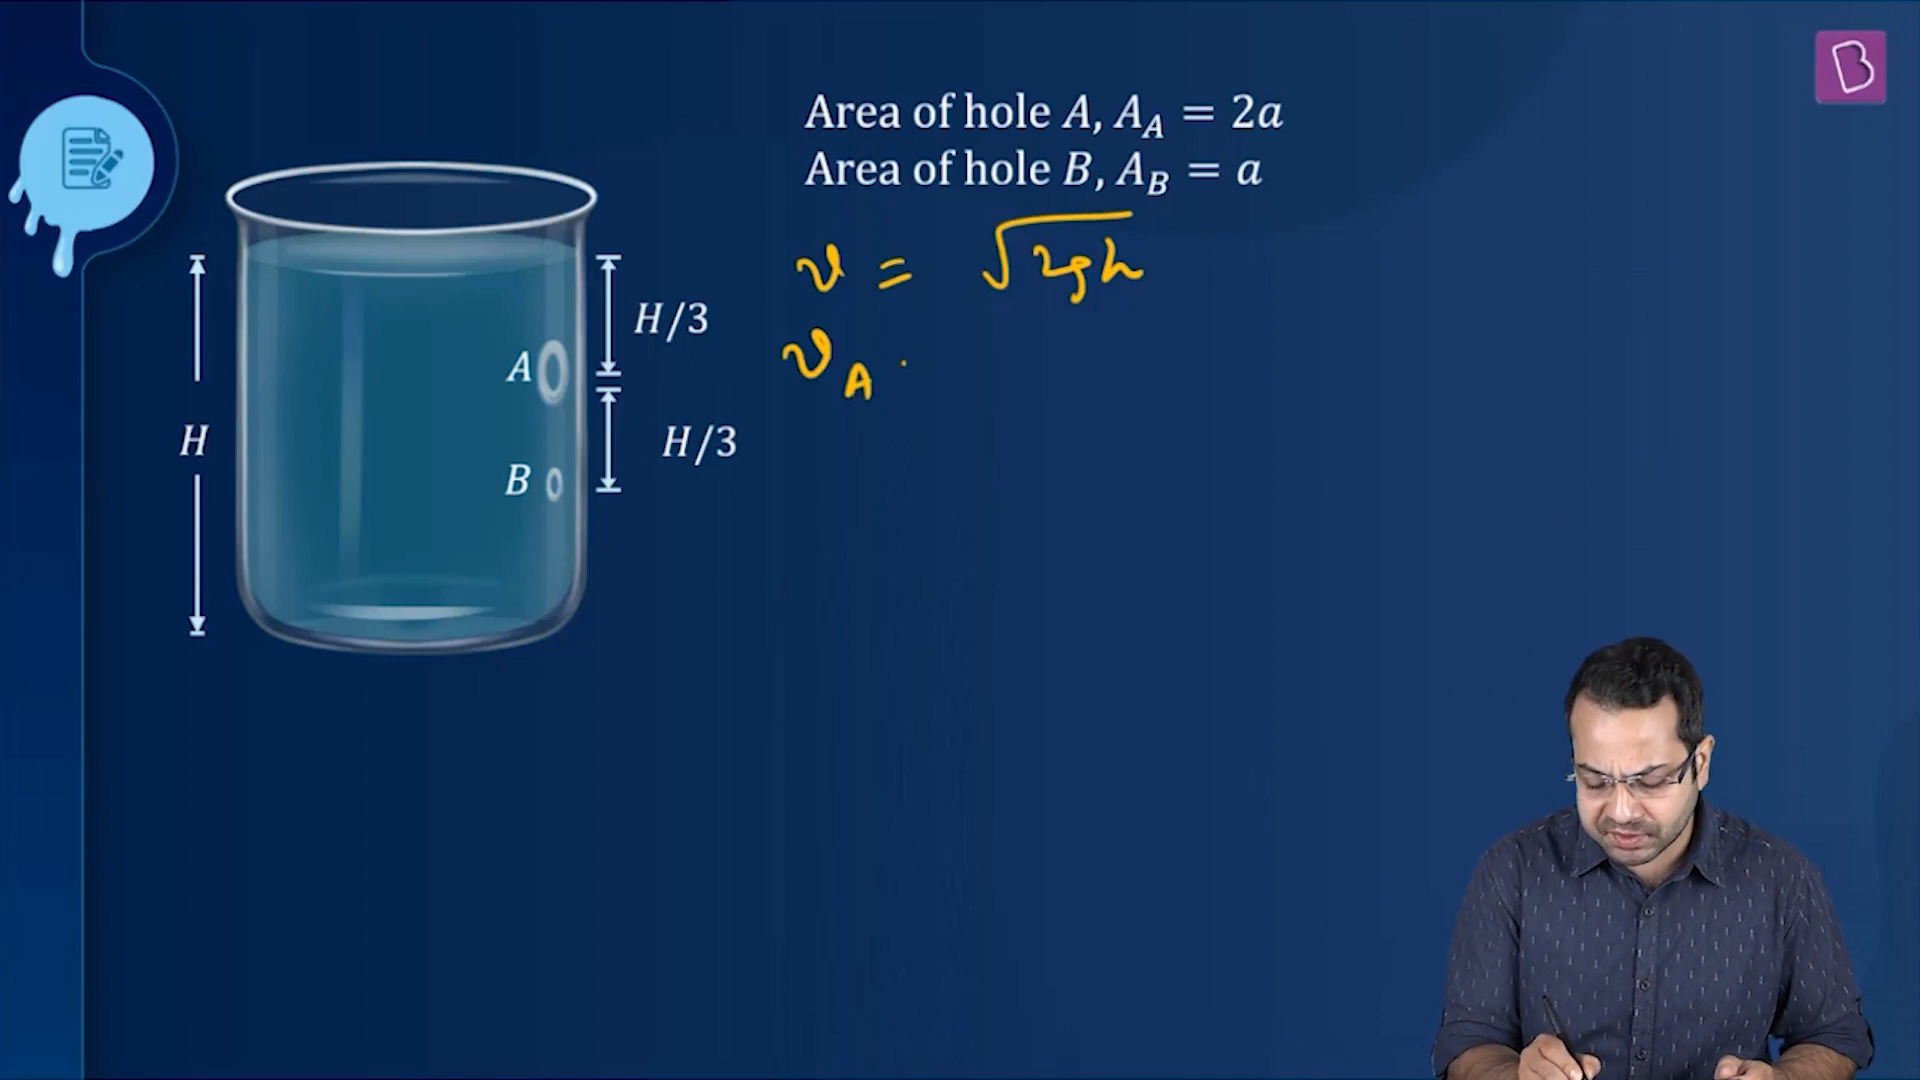 Area of hole A, A_A = 2a
Area of hole B, A_B = a
v = √2gh
v_A
H/3
A
H
H/3
B
B